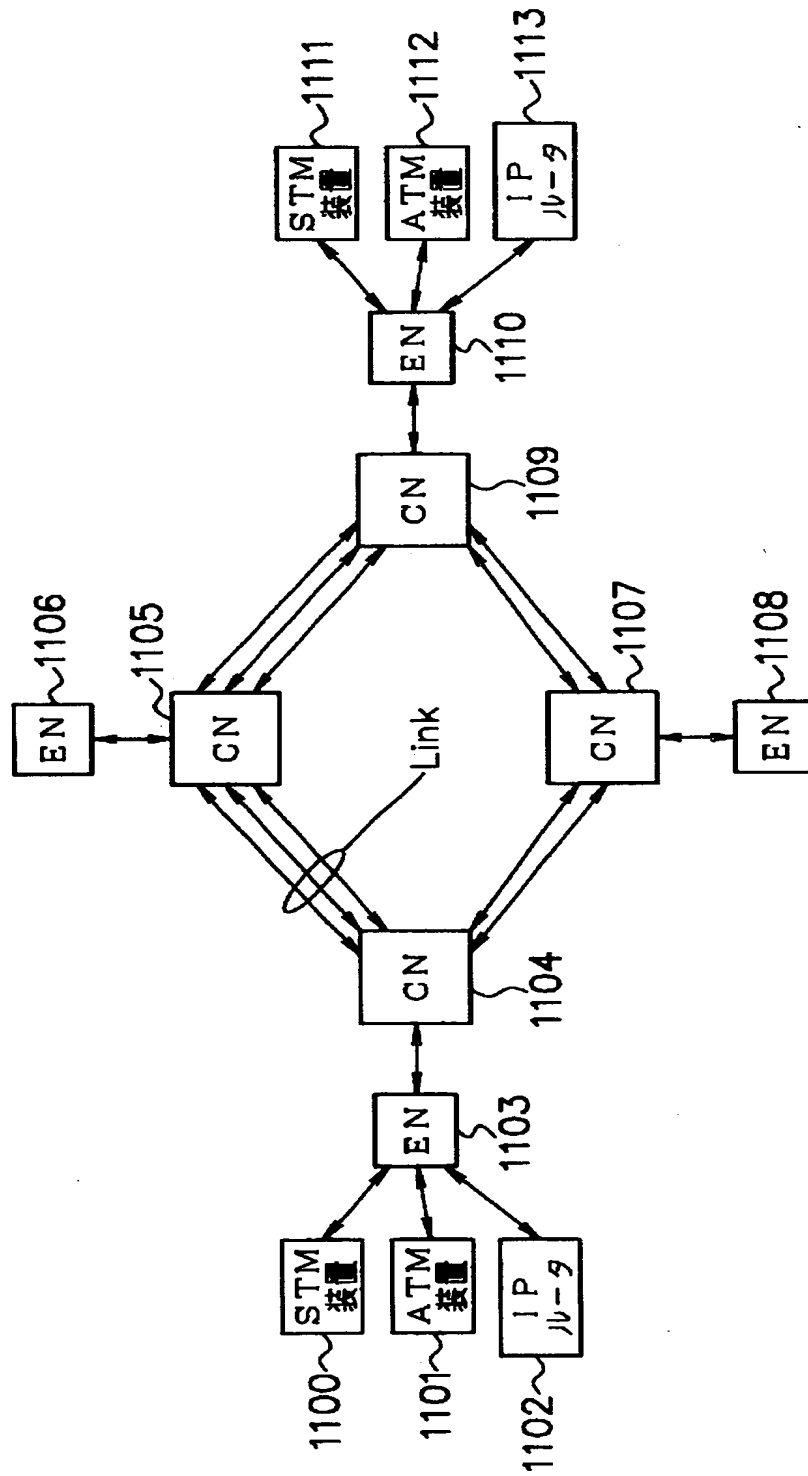 STM
装置
1100
ATM
装置
1101
IP
ルータ
1102
EN
1103
CN
1104
Link
EN
1106
CN
1105
CN
1107
EN
1108
CN
1109
EN
1110
STM
装置
1111
ATM
装置
1112
IP
ルータ
1113